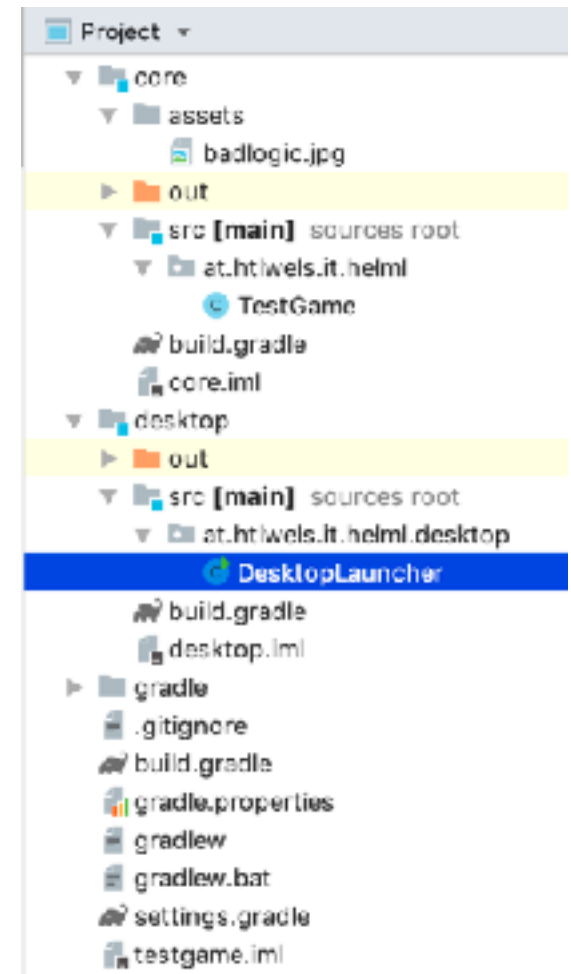 Project
core
assets
badlogic.jpg
out
src [main] sources root
at.htlwels.it.helml
TestGame
build.gradle
core.iml
desktop
out
src [main] sources root
at.htlwels.it.helml.desktop
DesktopLauncher
build.gradle
desktop.iml
gradle
.gitignore
build.gradle
gradle.properties
gradlew
gradlew.bat
settings.gradle
testgame.iml